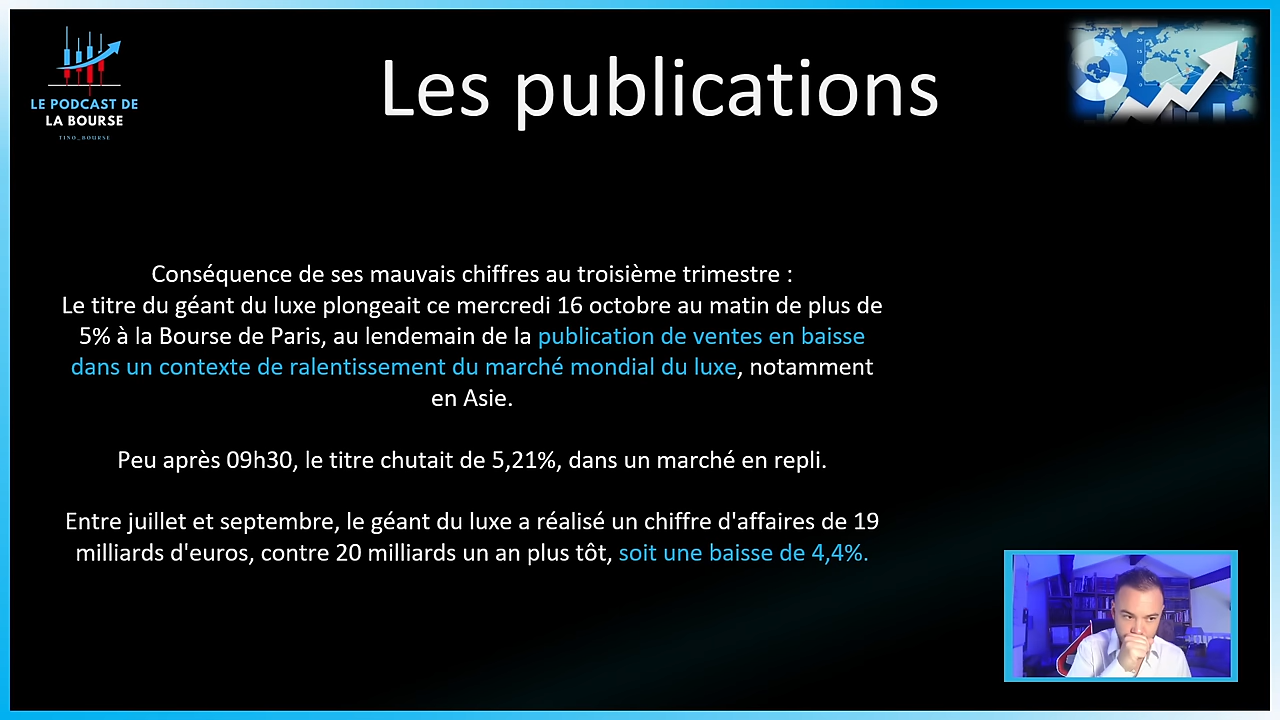 LE PODCAST DE
LA BOURSE
TINO_BOURSE
Les publications
Conséquence de ses mauvais chiffres au troisième trimestre :
Le titre du géant du luxe plongeait ce mercredi 16 octobre au matin de plus de
5% à la Bourse de Paris, au lendemain de la publication de ventes en baisse
dans un contexte de ralentissement du marché mondial du luxe, notamment
en Asie.
Peu après 09h30, le titre chutait de 5,21%, dans un marché en repli.
Entre juillet et septembre, le géant du luxe a réalisé un chiffre d'affaires de 19
milliards d'euros, contre 20 milliards un an plus tôt, soit une baisse de 4,4%.